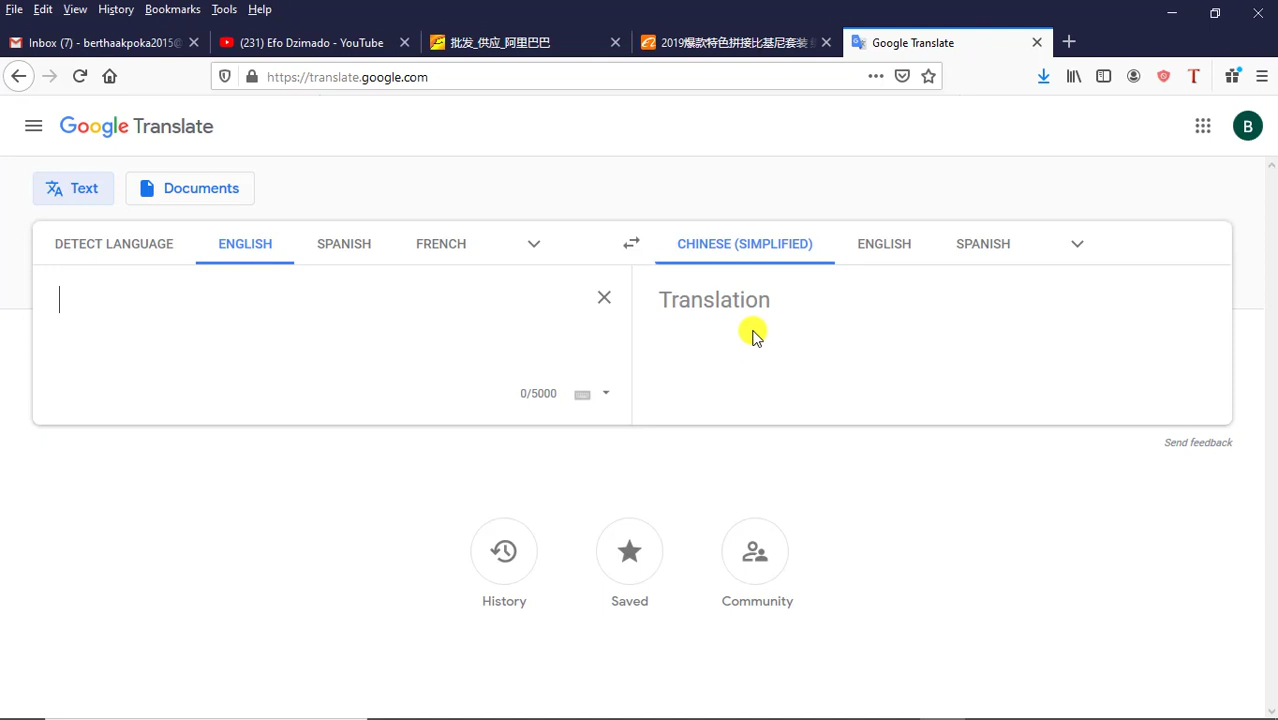 File Edit View History Bookmarks Tools Help
Inbox (7) - berthaakpoka2015@
(231) Efo Dzimado - YouTube
批发_供应_阿里巴巴
2019爆款特色拼接比基尼套装
Google Translate
https://translate.google.com
Google Translate
B
Text
Documents
DETECT LANGUAGE ENGLISH SPANISH FRENCH
CHINESE (SIMPLIFIED) ENGLISH SPANISH
Translation
0/5000
Send feedback
History Saved Community